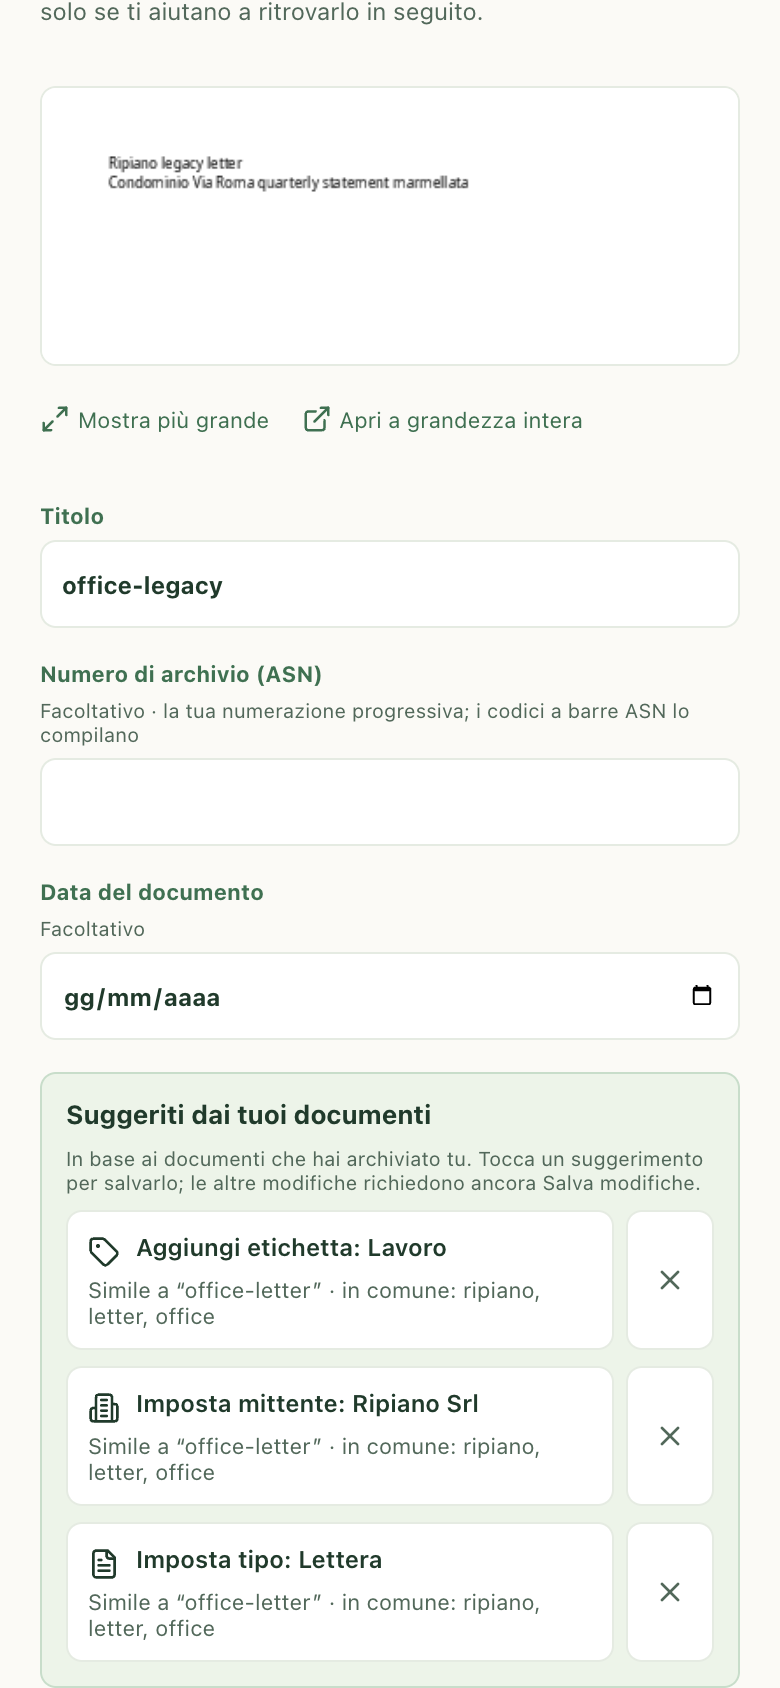 solo se ti aiutano a ritrovarlo in seguito.
Ripiano legacy letter
Condominio Via Roma quarterly statement marmellata
Mostra più grande
Apri a grandezza intera
Titolo
office-legacy
Numero di archivio (ASN)
Facoltativo · la tua numerazione progressiva; i codici a barre ASN lo
compilano
Data del documento
Facoltativo
gg/mm/aaaa
Suggeriti dai tuoi documenti
In base ai documenti che hai archiviato tu. Tocca un suggerimento
per salvarlo; le altre modifiche richiedono ancora Salva modifiche.
Aggiungi etichetta: Lavoro
Simile a “office-letter” · in comune: ripiano,
letter, office
Imposta mittente: Ripiano Srl
Simile a “office-letter” · in comune: ripiano,
letter, office
Imposta tipo: Lettera
Simile a “office-letter” · in comune: ripiano,
letter, office